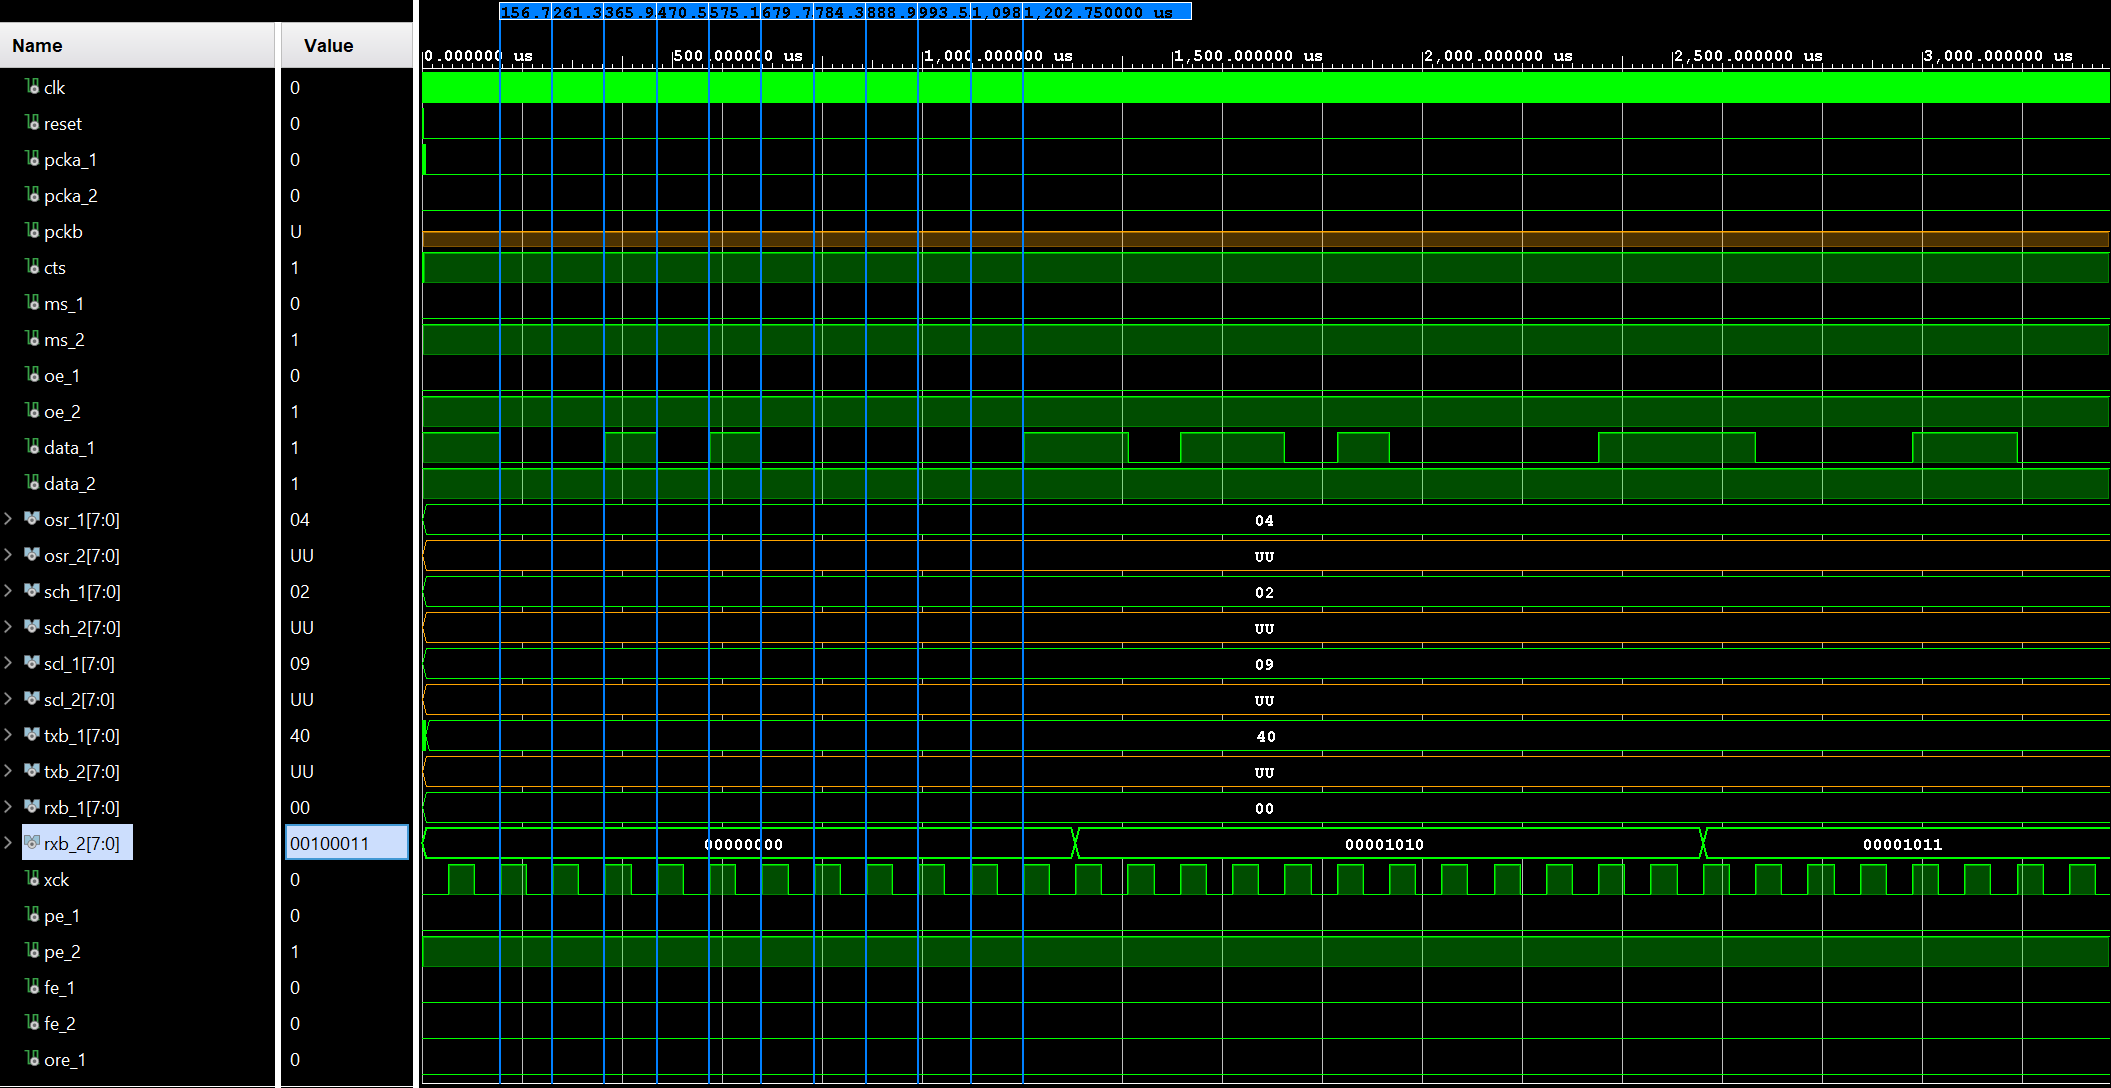 156.7 261.3 365.9 470.5 575.1 679.7 784.3 888.9 993.5 1,098 1,202.750000 us
Name Value
0.000000 us 500.000000 us 1,000.000000 us 1,500.000000 us 2,000.000000 us 2,500.000000 us 3,000.000000 us
clk 0
reset 0
pcka_1 0
pcka_2 0
pckb U
cts 1
ms_1 0
ms_2 1
oe_1 0
oe_2 1
data_1 1
data_2 1
osr_1[7:0] 04 04
osr_2[7:0] UU UU
sch_1[7:0] 02 02
sch_2[7:0] UU UU
scl_1[7:0] 09 09
scl_2[7:0] UU UU
txb_1[7:0] 40 40
txb_2[7:0] UU UU
rxb_1[7:0] 00 00
rxb_2[7:0] 00100011 00000000 00001010 00001011
xck 0
pe_1 0
pe_2 1
fe_1 0
fe_2 0
ore_1 0